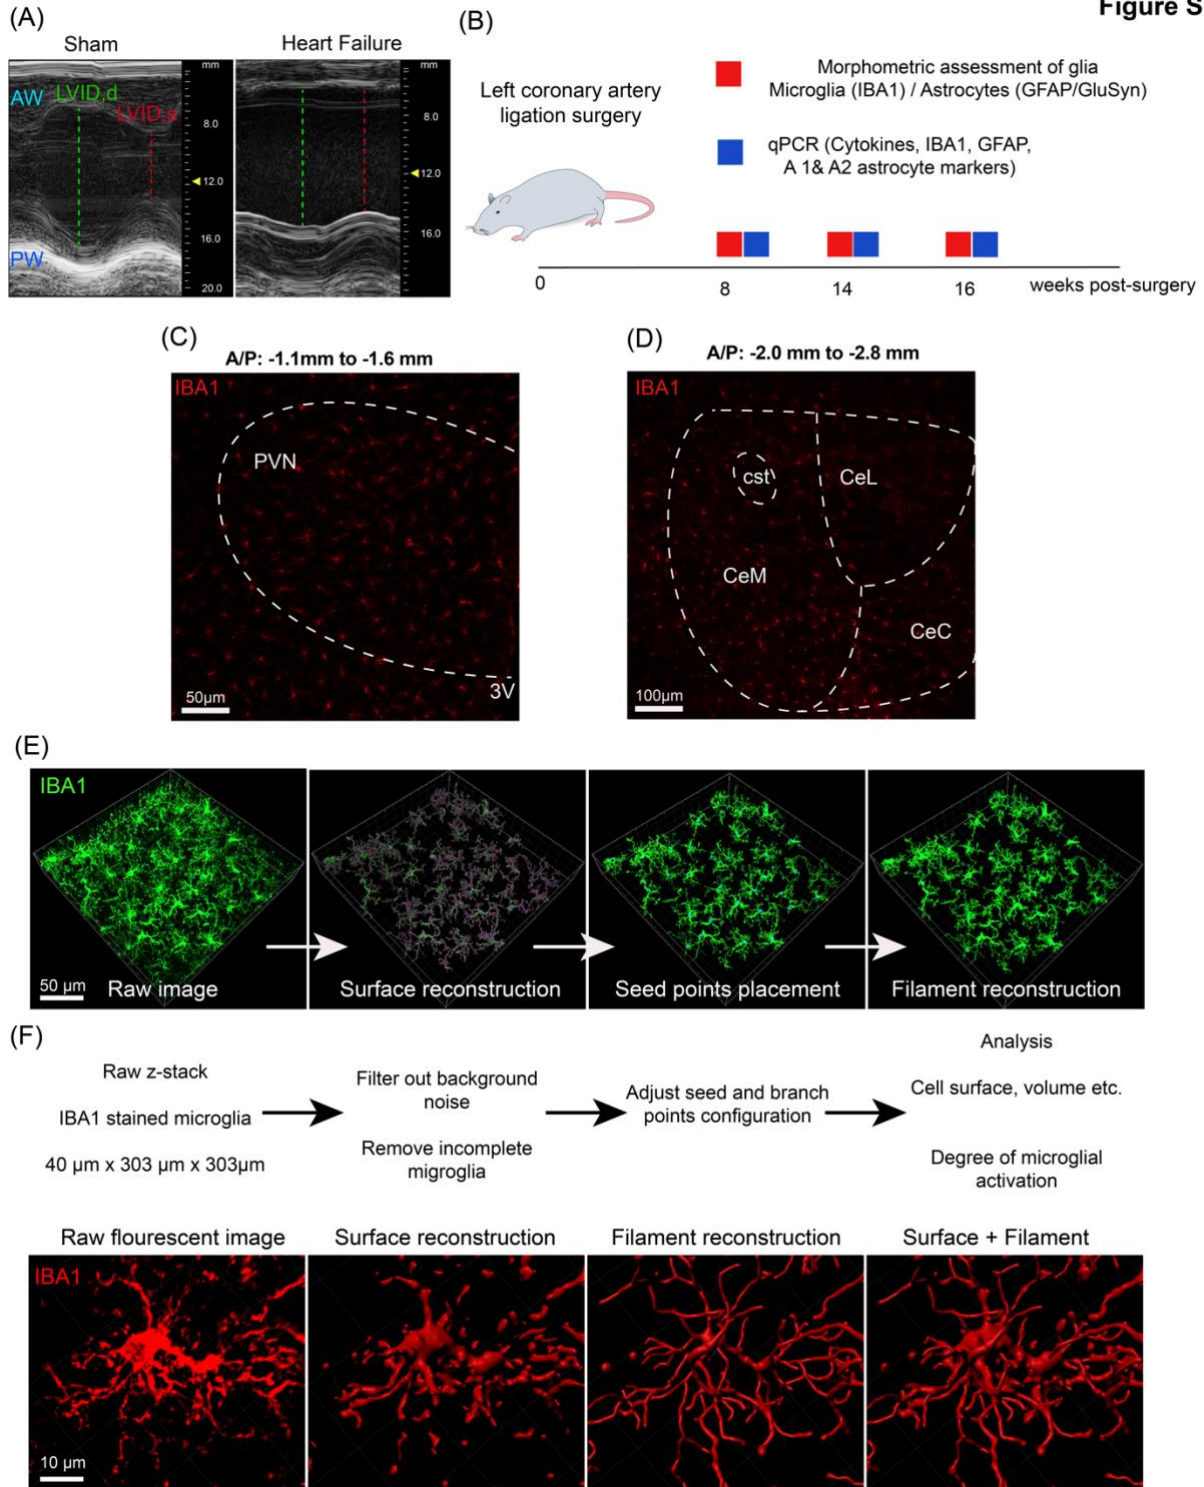 Figure S
(A)
Sham
Heart Failure
AW
LVID,d
LVID,s
PW
mm
8.0
12.0
16.0
20.0
mm
8.0
12.0
16.0
(B)
Left coronary artery
ligation surgery
Morphometric assessment of glia
Microglia (IBA1) / Astrocytes (GFAP/GluSyn)
qPCR (Cytokines, IBA1, GFAP,
A 1& A2 astrocyte markers)
0
8
14
16
weeks post-surgery
(C)
A/P: -1.1mm to -1.6 mm
IBA1
PVN
3V
50µm
(D)
A/P: -2.0 mm to -2.8 mm
IBA1
cst
CeL
CeM
CeC
100µm
(E)
IBA1
50 µm
Raw image
Surface reconstruction
Seed points placement
Filament reconstruction
(F)
Raw z-stack
IBA1 stained microglia
40 µm x 303 µm x 303µm
Filter out background
noise
Remove incomplete
migroglia
Adjust seed and branch
points configuration
Analysis
Cell surface, volume etc.
Degree of microglial
activation
Raw flourescent image
Surface reconstruction
Filament reconstruction
Surface + Filament
IBA1
10 µm